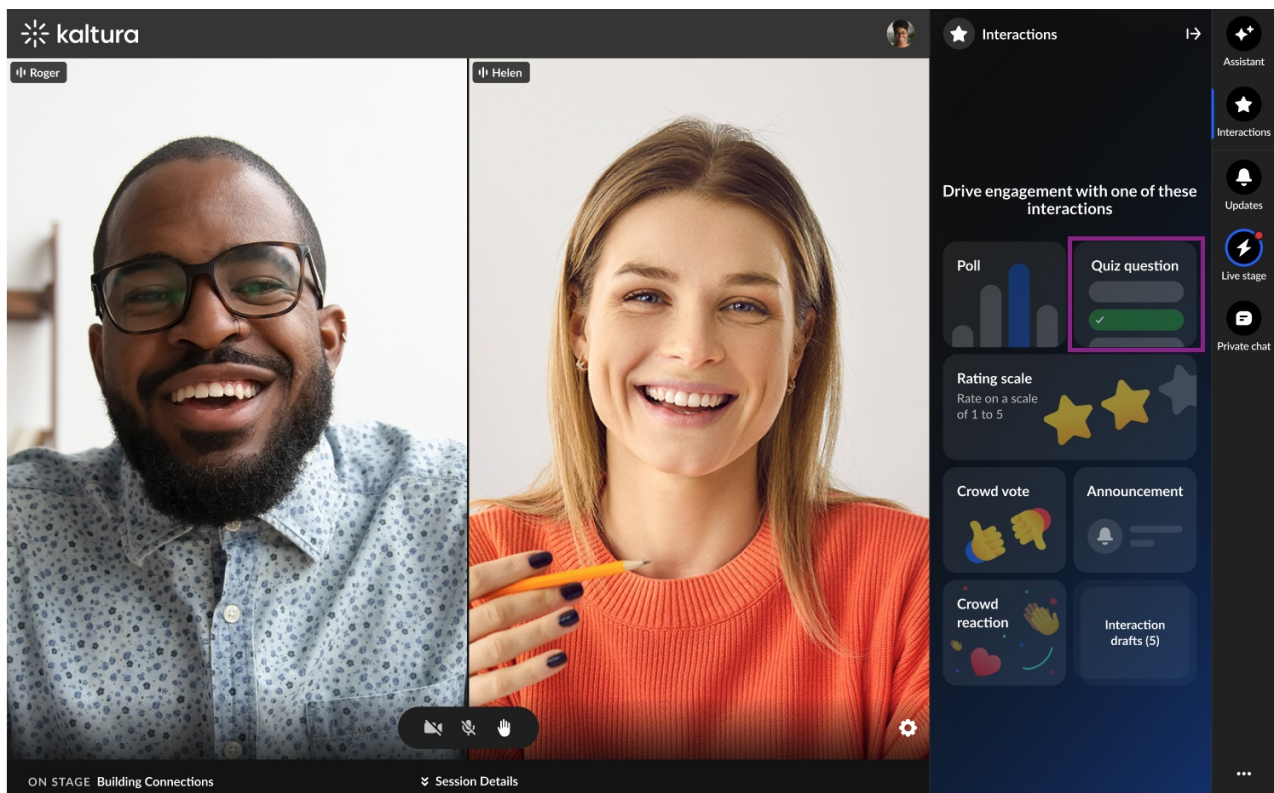 kaltura
Roger
Helen
Interactions
Drive engagement with one of these
interactions
Poll
Quiz question
Rating scale
Rate on a scale
of 1 to 5
Crowd vote
Announcement
Crowd
reaction
Interaction
drafts (5)
Assistant
Interactions
Updates
Live stage
Private chat
ON STAGE Building Connections
Session Details